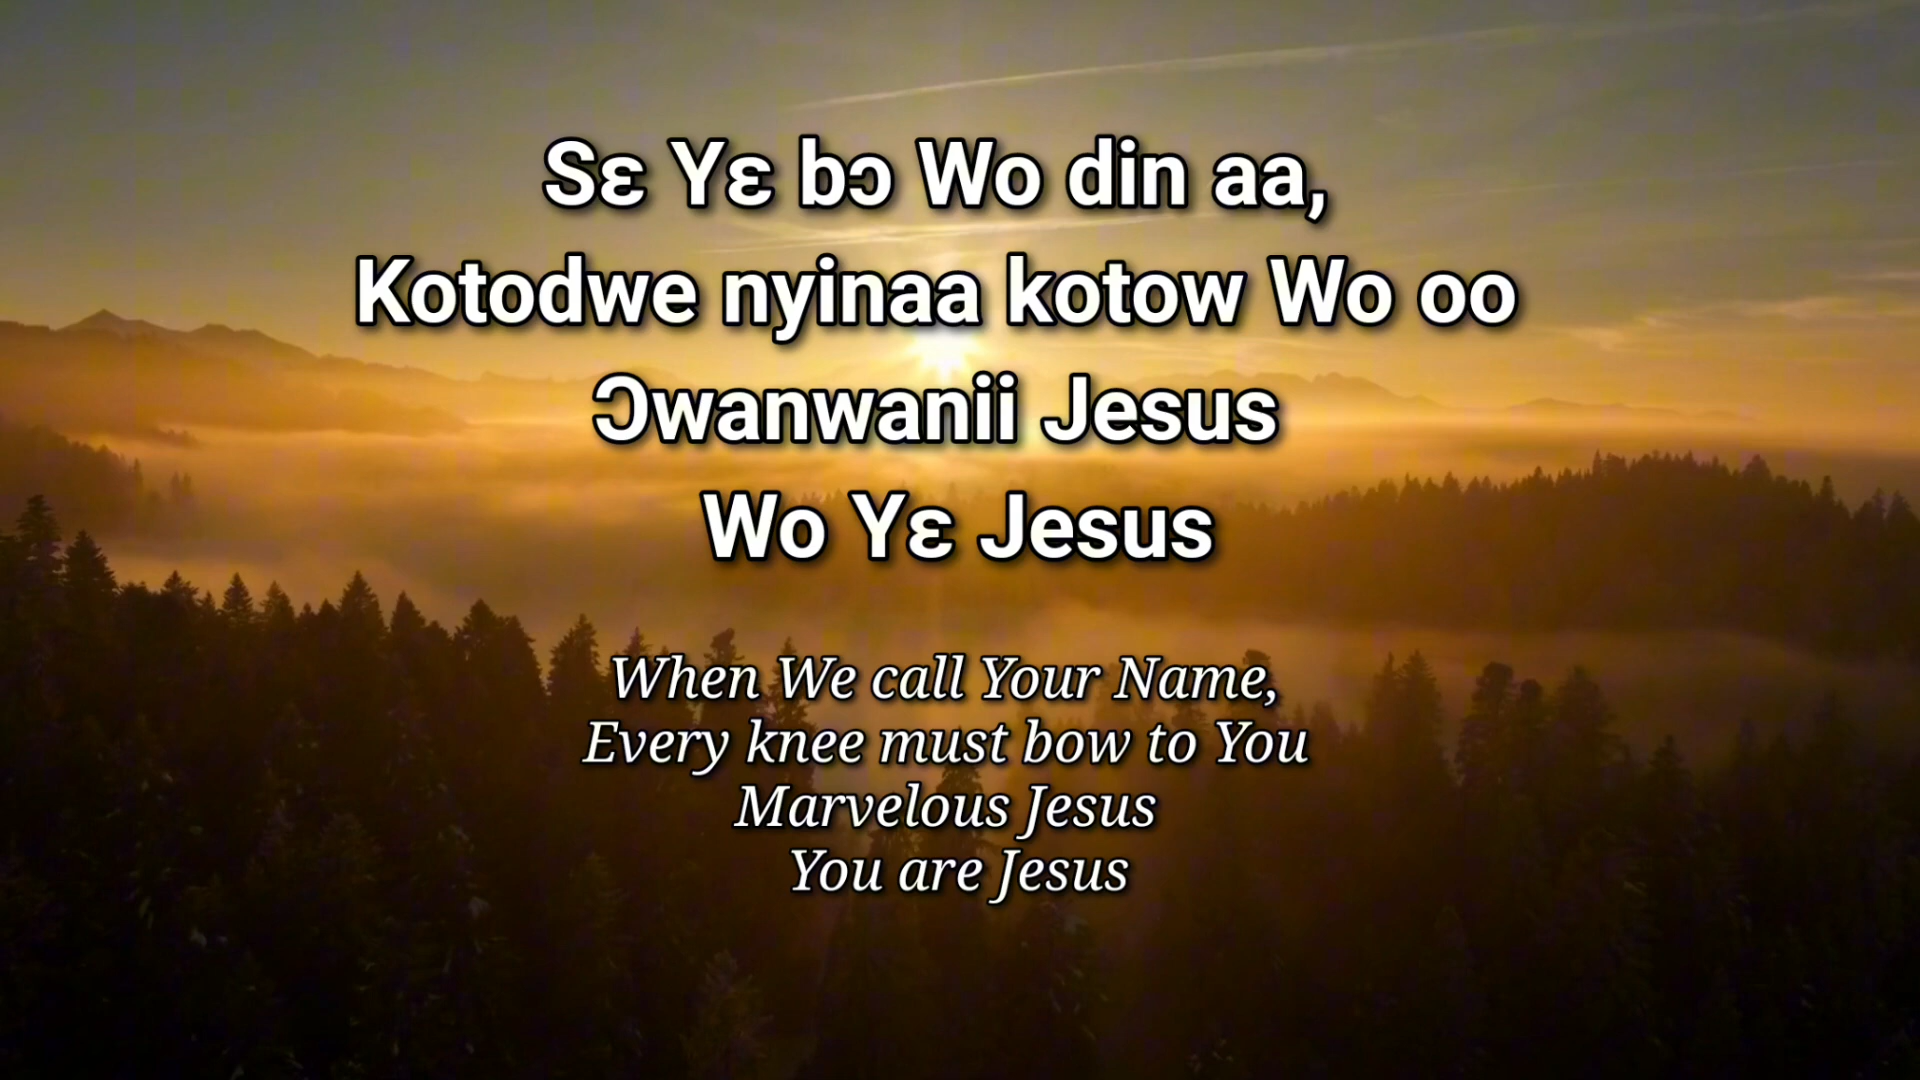 Sɛ Yɛ bɔ Wo din aa,
Kotodwe nyinaa kotow Wo oo
Ɔwanwanii Jesus
Wo Yɛ Jesus
When We call Your Name,
Every knee must bow to You
Marvelous Jesus
You are Jesus